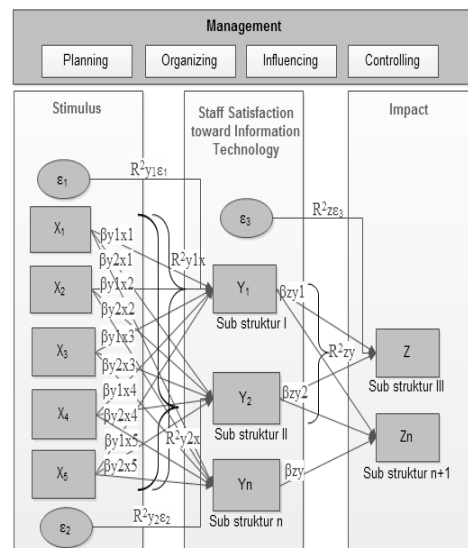 Management
Planning
Organizing
Influencing
Controlling
Stimulus
Staff Satisfaction
toward Information
Technology
Impact
ε₁
R²y₁ε₁
X₁
X₂
X₃
X₄
X₅
ε₂
R²y₂ε₂
βy1x1
βy2x1
βy1x2
βy2x2
βy1x3
βy2x3
βy1x4
βy2x4
βy1x5
βy2x5
R²y1x
R²y2x
ε₃
R²zε₃
Y₁
Sub struktur I
Y₂
Sub struktur II
Yn
Sub struktur n
βzy1
βzy2
βzy
R²zy
Z
Sub struktur III
Zn
Sub struktur n+1